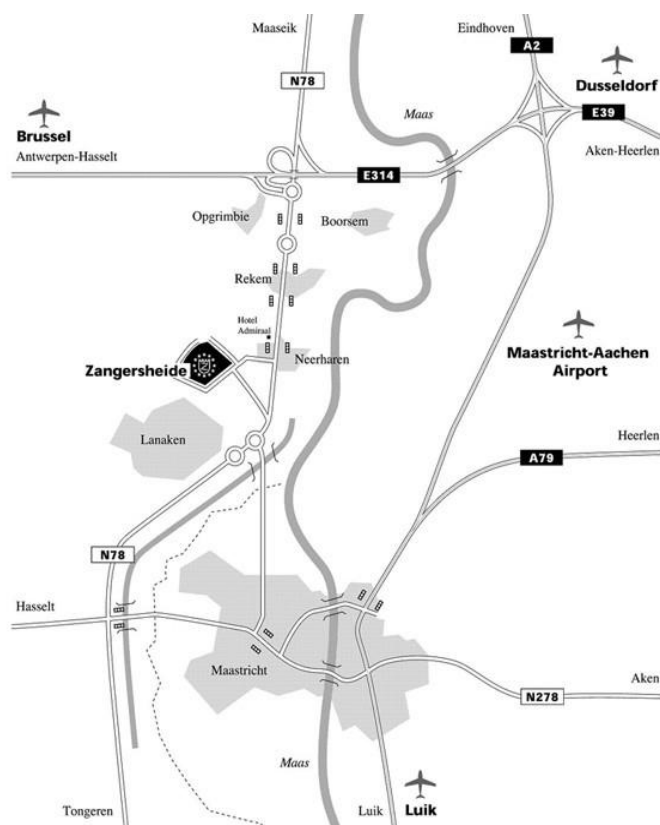 Maaseik
Eindhoven
A2
N78
Dusseldorf
Maas
E39
Brussel
Antwerpen-Hasselt
Aken-Heerlen
E314
Opgrimbie
Boorsem
Rekem
Hotel
Admiraal
Neerharen
Zangersheide
Z
Maastricht-Aachen
Airport
Lanaken
Heerlen
A79
N78
Hasselt
Maastricht
Aken
N278
Maas
Tongeren
Luik
Luik